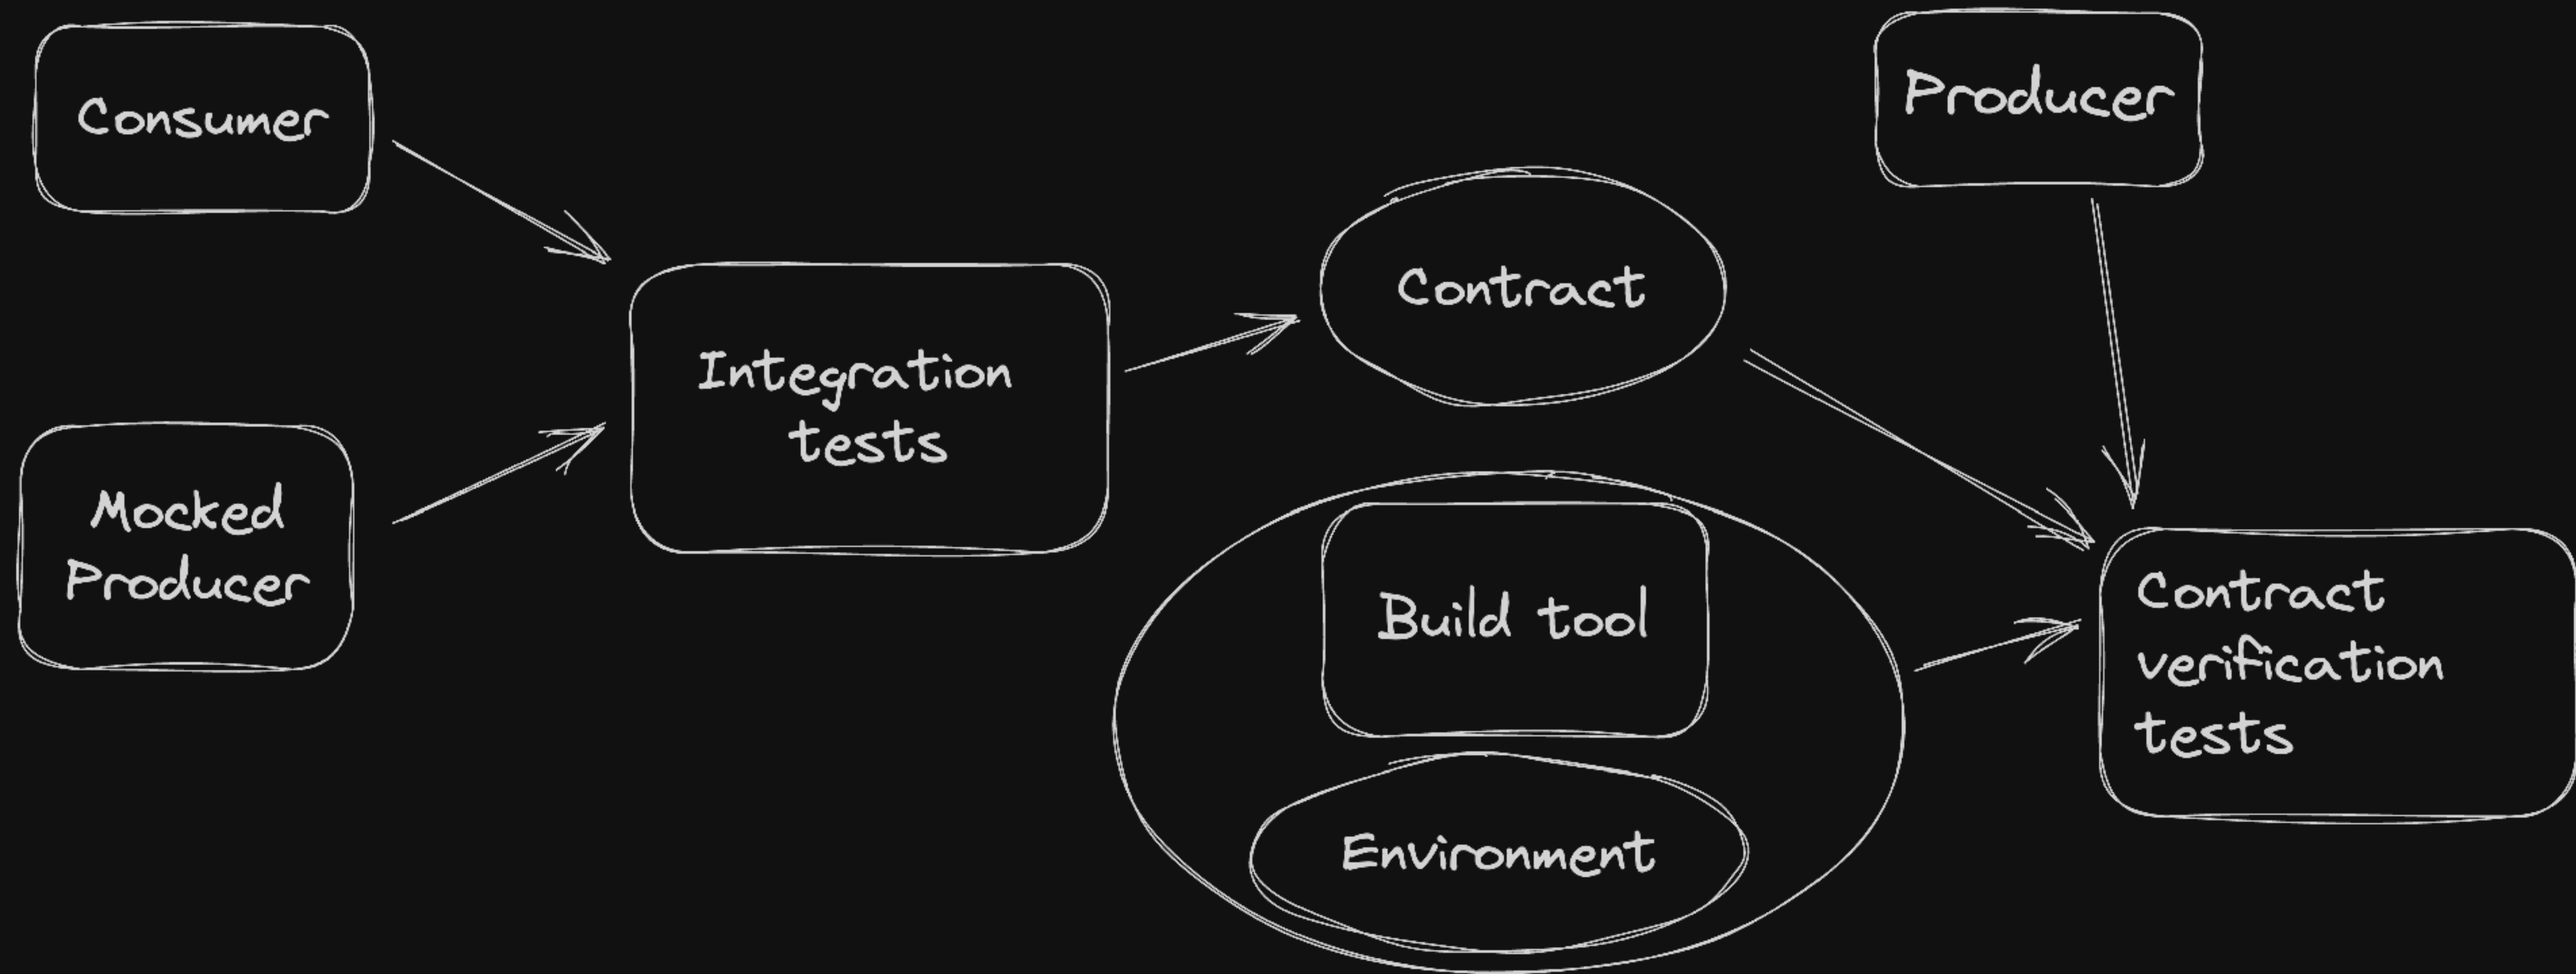 Consumer
Producer
Contract
Integration
tests
Mocked
Producer
Build tool
Environment
Contract
verification
tests